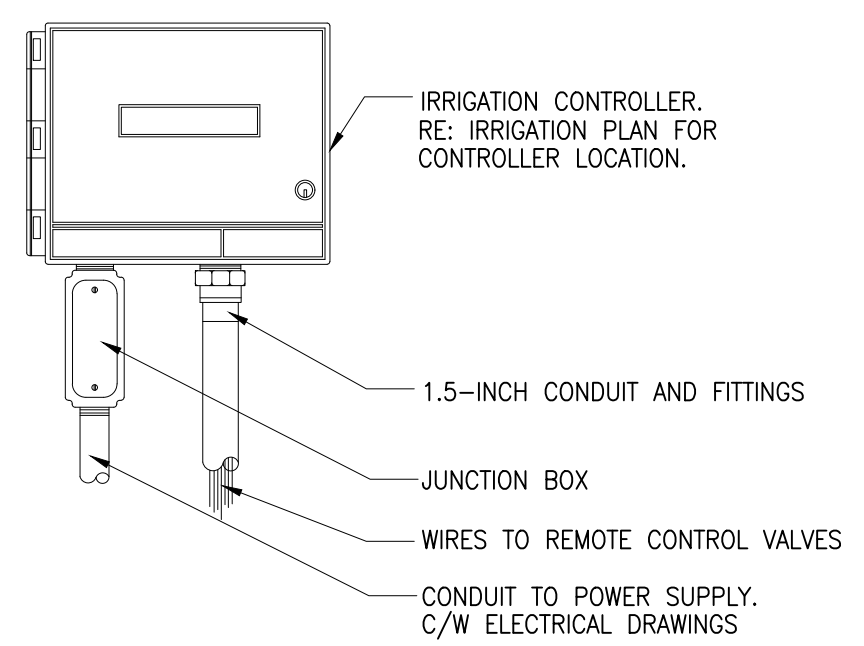 IRRIGATION CONTROLLER.
RE: IRRIGATION PLAN FOR
CONTROLLER LOCATION.
1.5-INCH CONDUIT AND FITTINGS
JUNCTION BOX
WIRES TO REMOTE CONTROL VALVES
CONDUIT TO POWER SUPPLY.
C/W ELECTRICAL DRAWINGS